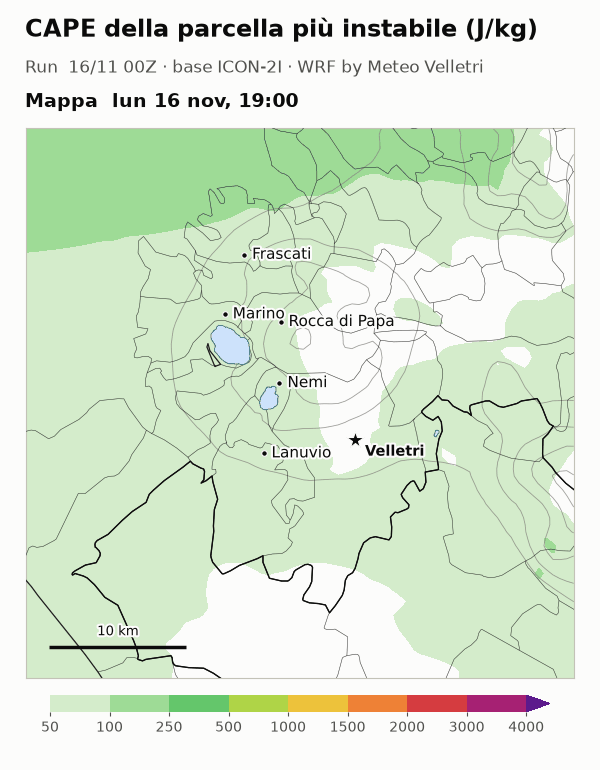 CAPE della parcella più instabile (J/kg)
Run 16/11 00Z · base ICON-2I · WRF by Meteo Velletri
Mappa lun 16 nov, 19:00
Frascati
Marino
Rocca di Papa
Nemi
Velletri
Lanuvio
10 km
50 100 250 500 1000 1500 2000 3000 4000